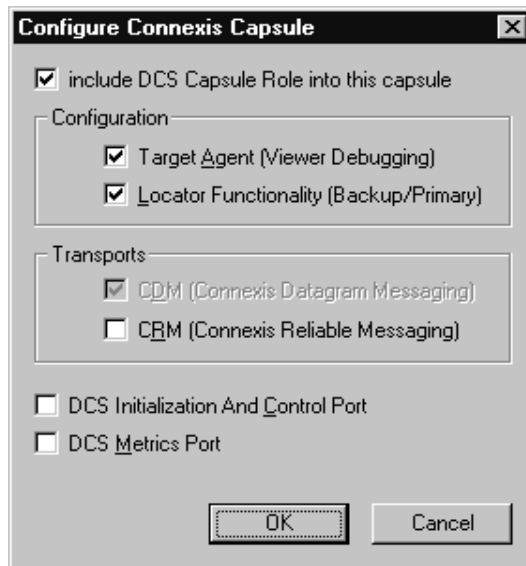 Configure Connexis Capsule
include DCS Capsule Role into this capsule
Configuration
Target Agent (Viewer Debugging)
Locator Functionality (Backup/Primary)
Transports
CDM (Connexis Datagram Messaging)
CRM (Connexis Reliable Messaging)
DCS Initialization And Control Port
DCS Metrics Port
OK Cancel